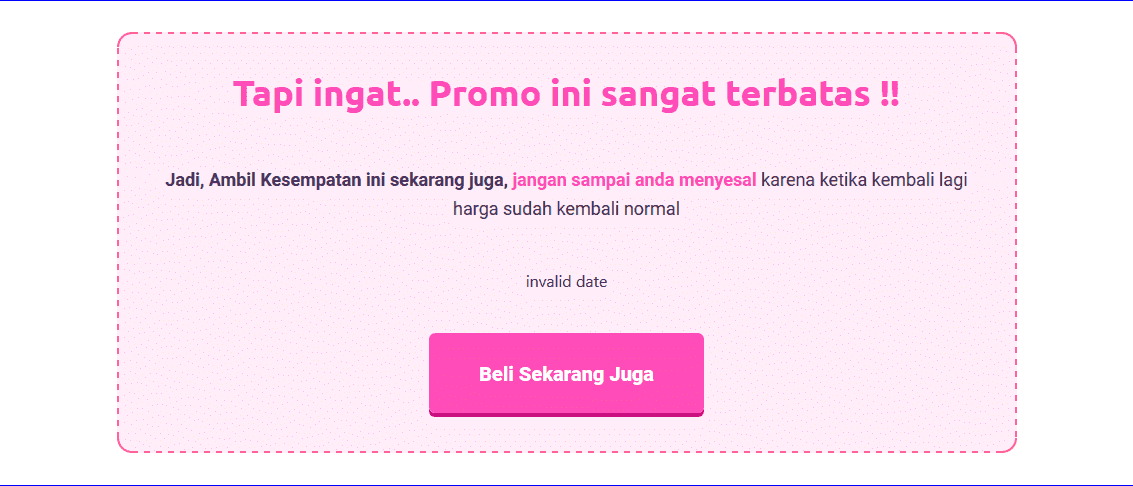 Tapi ingat.. Promo ini sangat terbatas !!
Jadi, Ambil Kesempatan ini sekarang juga, jangan sampai anda menyesal karena ketika kembali lagi
harga sudah kembali normal
invalid date
Beli Sekarang Juga